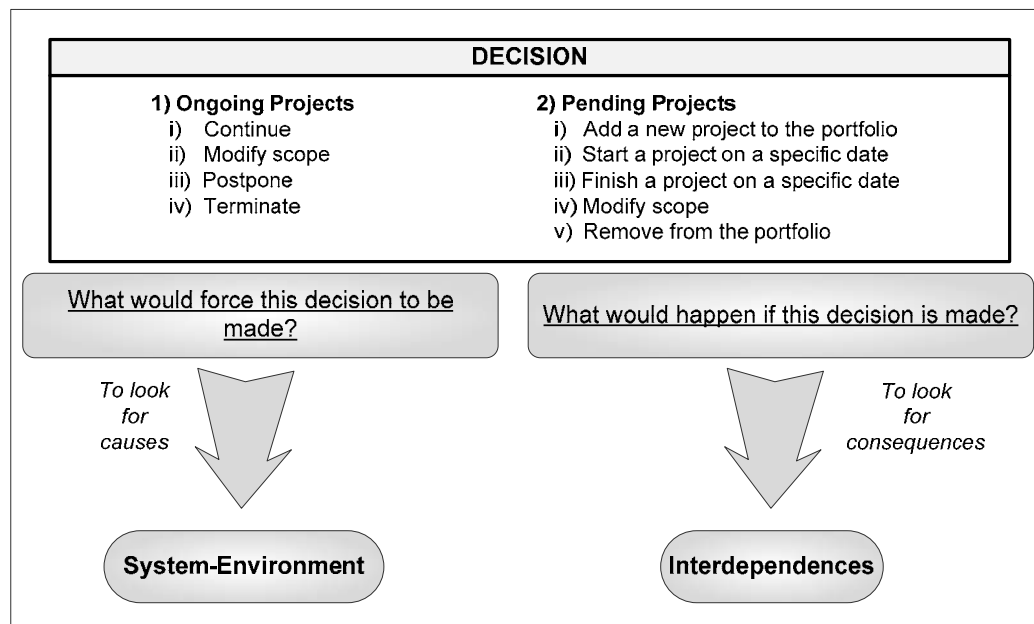 DECISION
1) Ongoing Projects
i) Continue
ii) Modify scope
iii) Postpone
iv) Terminate
2) Pending Projects
i) Add a new project to the portfolio
ii) Start a project on a specific date
iii) Finish a project on a specific date
iv) Modify scope
v) Remove from the portfolio
What would force this decision to be
made?
What would happen if this decision is made?
To look
for
causes
To look
for
consequences
System-Environment
Interdependences